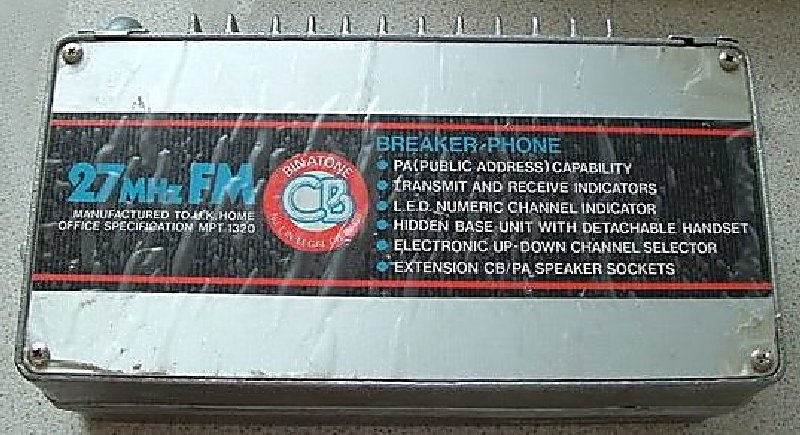 27MHz FM
MANUFACTURED TO U.K. HOME
OFFICE SPECIFICATION MPT 1320
BINATONE
CB
LEGAL
BREAKER-PHONE
PA (PUBLIC ADDRESS) CAPABILITY
TRANSMIT AND RECEIVE INDICATORS
L.E.D. NUMERIC CHANNEL INDICATOR
HIDDEN BASE UNIT WITH DETACHABLE HANDSET
ELECTRONIC UP-DOWN CHANNEL SELECTOR
EXTENSION CB/PA SPEAKER SOCKETS